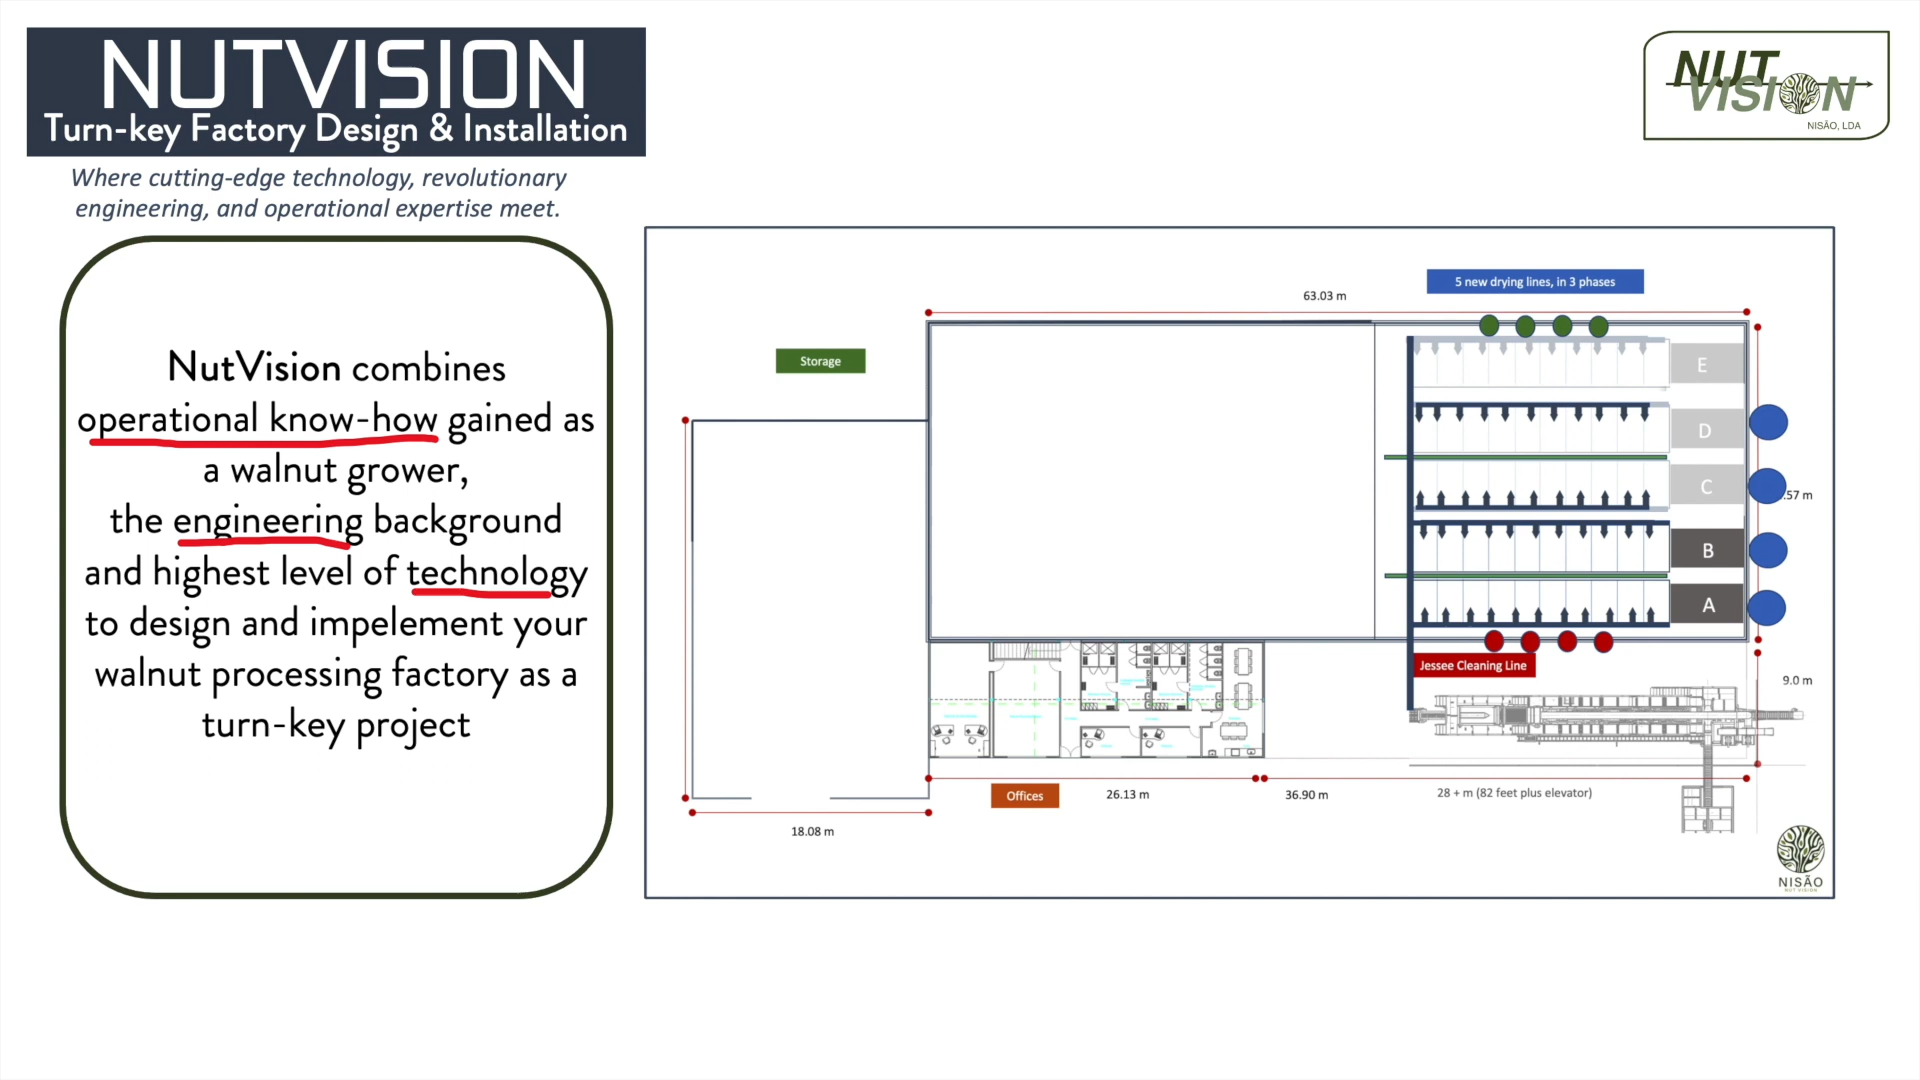 NUTVISION
Turn-key Factory Design & Installation
Where cutting-edge technology, revolutionary
engineering, and operational expertise meet.
NUT
VISION
NISÃO, LDA
NutVision combines
operational know-how gained as
a walnut grower,
the engineering background
and highest level of technology
to design and impelement your
walnut processing factory as a
turn-key project
5 new drying lines, in 3 phases
63.03 m
Storage
E
D
C
.57 m
B
A
Jessee Cleaning Line
9.0 m
Offices
26.13 m
36.90 m
28 + m (82 feet plus elevator)
18.08 m
NISÃO
NUT VISION